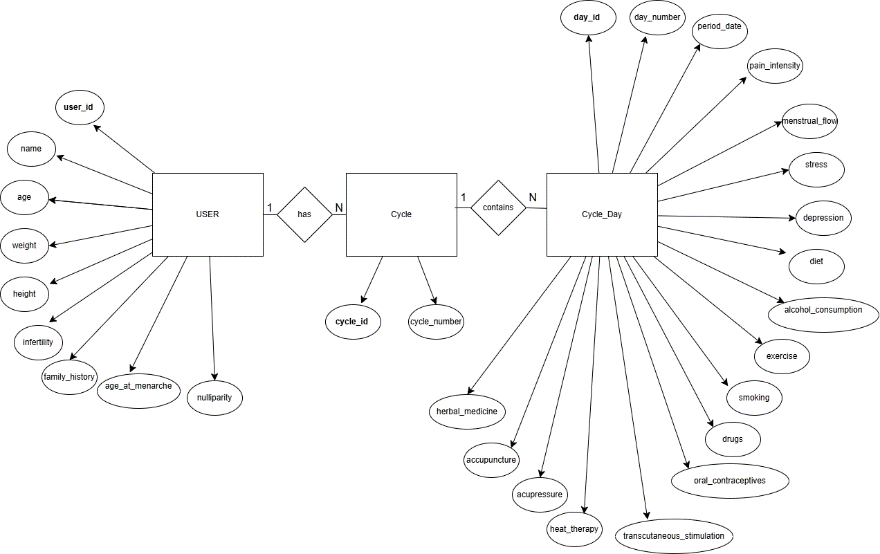 day_id
day_number
period_date
pain_intensity
menstrual_flow
stress
depression
diet
alcohol_consumption
exercise
smoking
drugs
oral_contraceptives
transcutaneous_stimulation
heat_therapy
acupressure
accupuncture
herbal_medicine
user_id
name
age
weight
height
infertility
family_history
age_at_menarche
nulliparity
USER
1
has
N
Cycle
1
contains
N
Cycle_Day
cycle_id
cycle_number